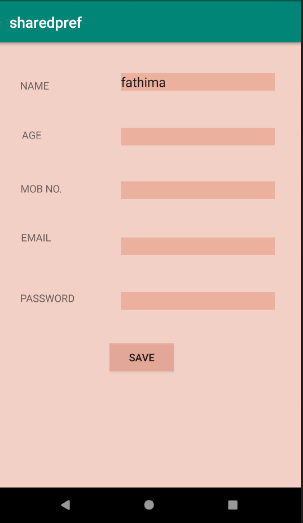 sharedpref
NAME fathima
AGE
MOB NO.
EMAIL
PASSWORD
SAVE